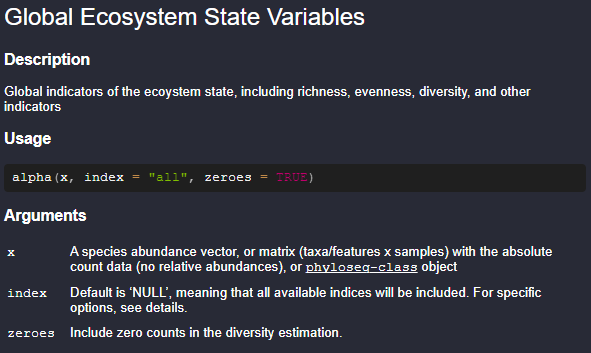 Global Ecosystem State Variables
Description
Global indicators of the ecoystem state, including richness, evenness, diversity, and other
indicators
Usage
alpha(x, index = "all", zeroes = TRUE)
Arguments
x A species abundance vector, or matrix (taxa/features x samples) with the absolute
count data (no relative abundances), or phyloseq-class object
index Default is ‘NULL’, meaning that all available indices will be included. For specific
options, see details.
zeroes Include zero counts in the diversity estimation.